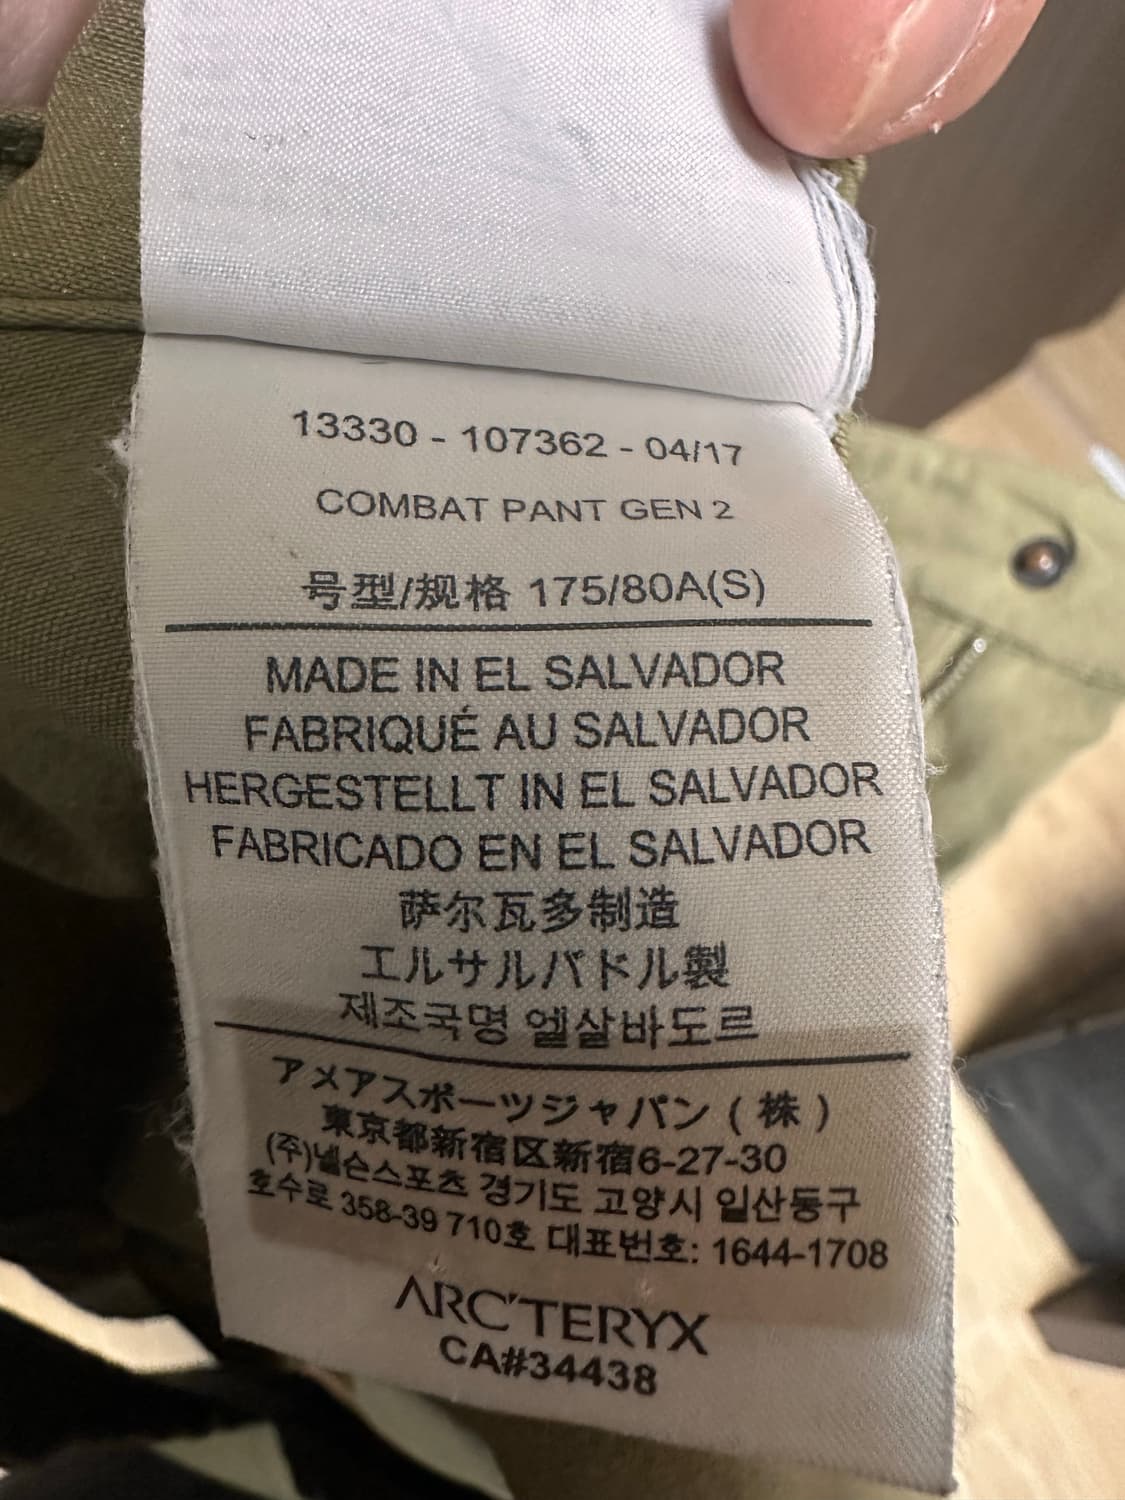 13330 - 107362 - 04/17
COMBAT PANT GEN 2
号型/规格 175/80A(S)
MADE IN EL SALVADOR
FABRIQUÉ AU SALVADOR
HERGESTELLT IN EL SALVADOR
FABRICADO EN EL SALVADOR
萨尔瓦多制造
エルサルバドル製
제조국명 엘살바도르
アメアスポーツジャパン ( 株 )
東京都新宿区新宿6-27-30
(주)넬슨스포츠 경기도 고양시 일산동구
호수로 358-39 710호 대표번호: 1644-1708
ARC'TERYX
CA#34438